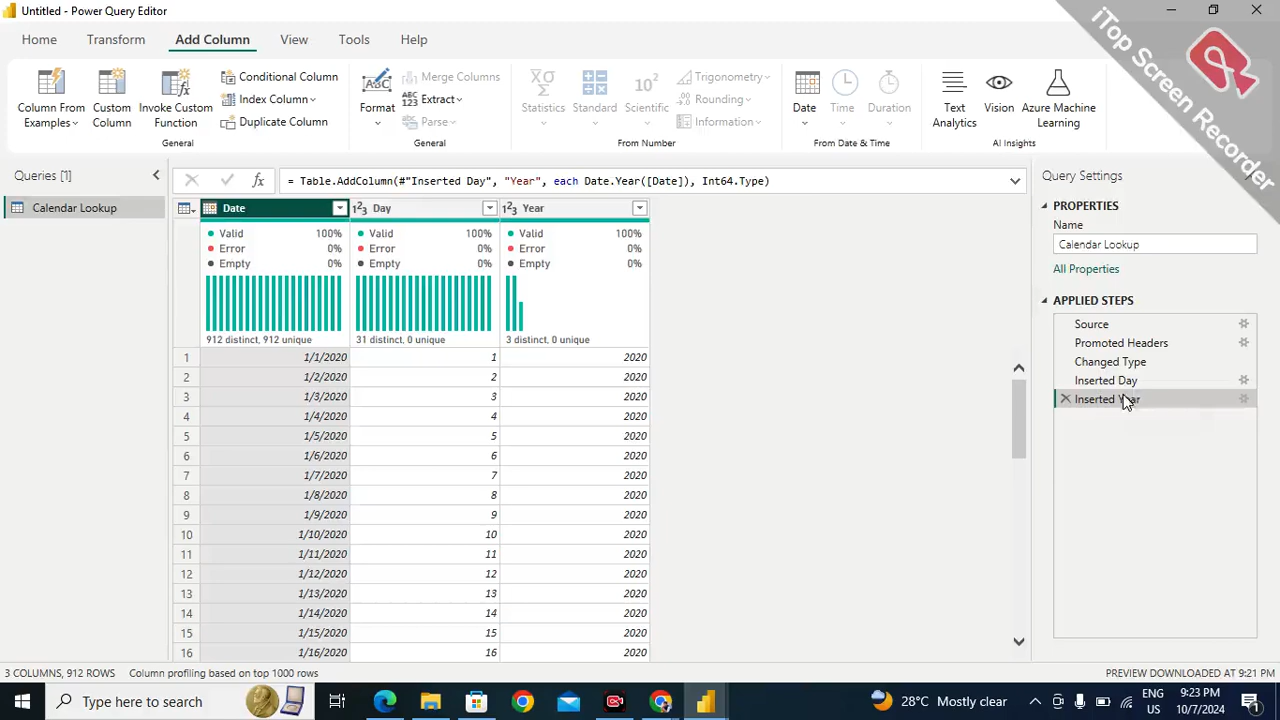 Untitled - Power Query Editor
iTop Screen Recorder
Home Transform Add Column View Tools Help
Column From Examples
Custom Column
Invoke Custom Function
Conditional Column
Index Column
Duplicate Column
General
Format
Merge Columns
ABC 123 Extract
Parse
General
Statistics
Standard
10² Scientific
Trigonometry
Rounding
Information
From Number
Date
Time
Duration
From Date & Time
Text Analytics
Vision
Azure Machine Learning
AI Insights
Queries [1]
Calendar Lookup
fx = Table.AddColumn(#"Inserted Day", "Year", each Date.Year([Date]), Int64.Type)
Date 1²3 Day 1²3 Year
Valid 100% Valid 100% Valid 100%
Error 0% Error 0% Error 0%
Empty 0% Empty 0% Empty 0%
912 distinct, 912 unique 31 distinct, 0 unique 3 distinct, 0 unique
1 1/1/2020 1 2020
2 1/2/2020 2 2020
3 1/3/2020 3 2020
4 1/4/2020 4 2020
5 1/5/2020 5 2020
6 1/6/2020 6 2020
7 1/7/2020 7 2020
8 1/8/2020 8 2020
9 1/9/2020 9 2020
10 1/10/2020 10 2020
11 1/11/2020 11 2020
12 1/12/2020 12 2020
13 1/13/2020 13 2020
14 1/14/2020 14 2020
15 1/15/2020 15 2020
16 1/16/2020 16 2020
Query Settings
PROPERTIES
Name
Calendar Lookup
All Properties
APPLIED STEPS
Source
Promoted Headers
Changed Type
Inserted Day
Inserted Year
3 COLUMNS, 912 ROWS Column profiling based on top 1000 rows
PREVIEW DOWNLOADED AT 9:21 PM
Type here to search
28°C Mostly clear
ENG US
9:23 PM
10/7/2024
1